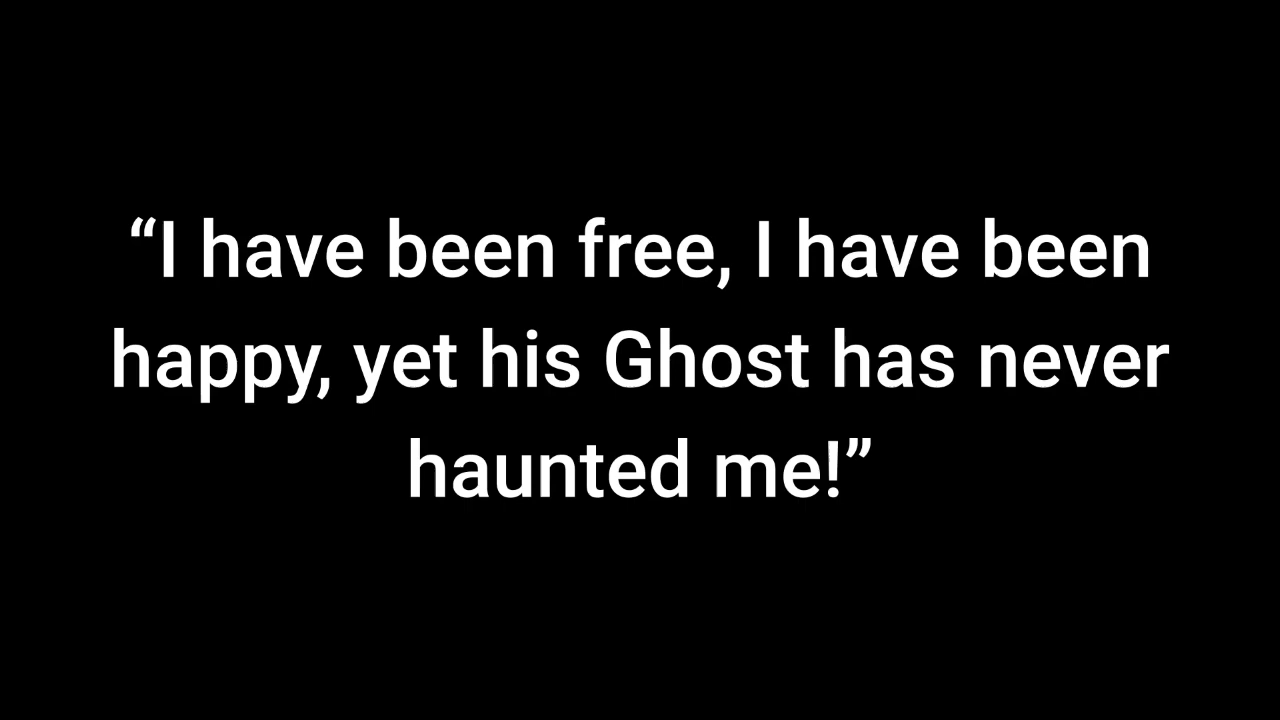 “I have been free, I have been
happy, yet his Ghost has never
haunted me!”